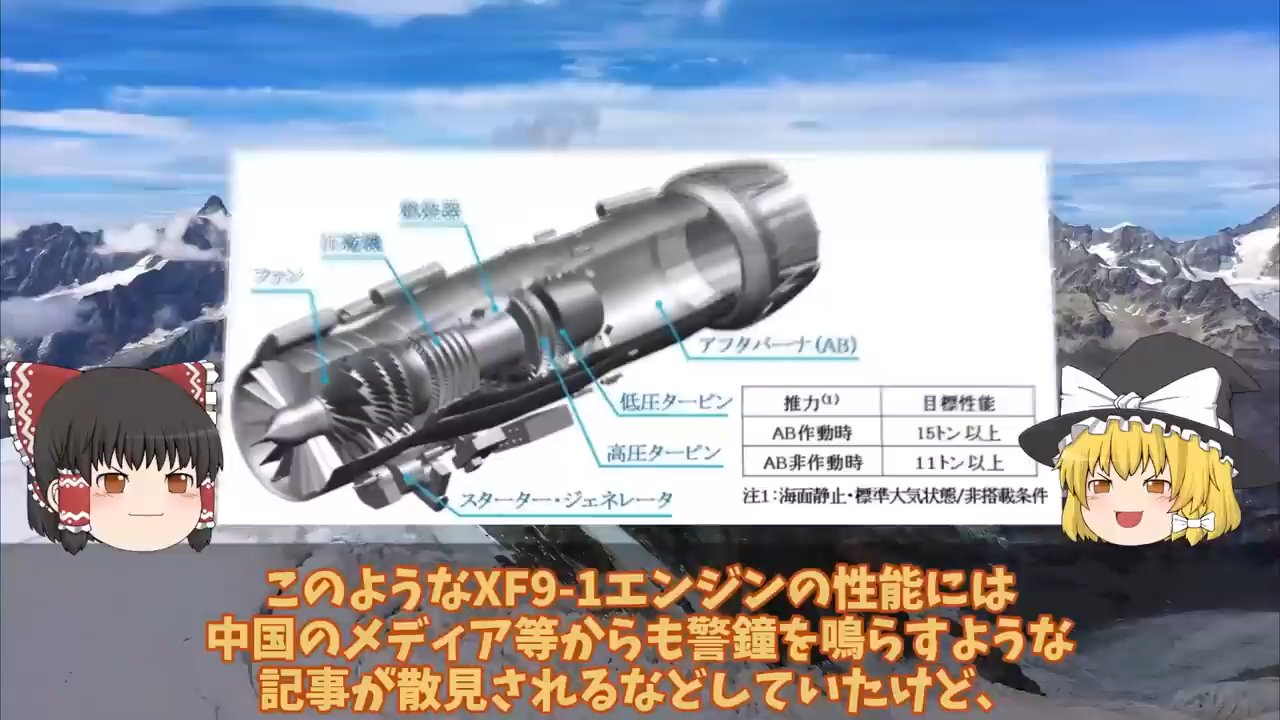 燃焼器
圧縮機
ファン
アフタバーナ(AB)
低圧タービン
高圧タービン
スターター・ジェネレータ
推力(1) 目標性能
AB作動時 15トン以上
AB非作動時 11トン以上
注1:海面静止・標準大気状態/非搭載条件
このようなXF9-1エンジンの性能には
中国のメディア等からも警鐘を鳴らすような
記事が散見されるなどしていたけど、